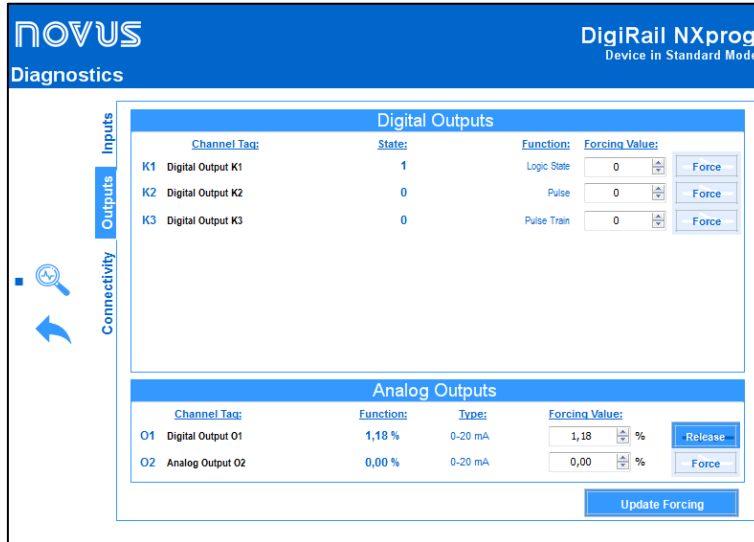 NOVUS
DigiRail NXprog
Device in Standard Mode
Diagnostics
Inputs
Outputs
Connectivity
Digital Outputs
Channel Tag: State: Function: Forcing Value:
K1 Digital Output K1 1 Logic State 0 Force
K2 Digital Output K2 0 Pulse 0 Force
K3 Digital Output K3 0 Pulse Train 0 Force
Analog Outputs
Channel Tag: Function: Type: Forcing Value:
O1 Digital Output O1 1,18 % 0-20 mA 1,18 % Release
O2 Analog Output O2 0,00 % 0-20 mA 0,00 % Force
Update Forcing